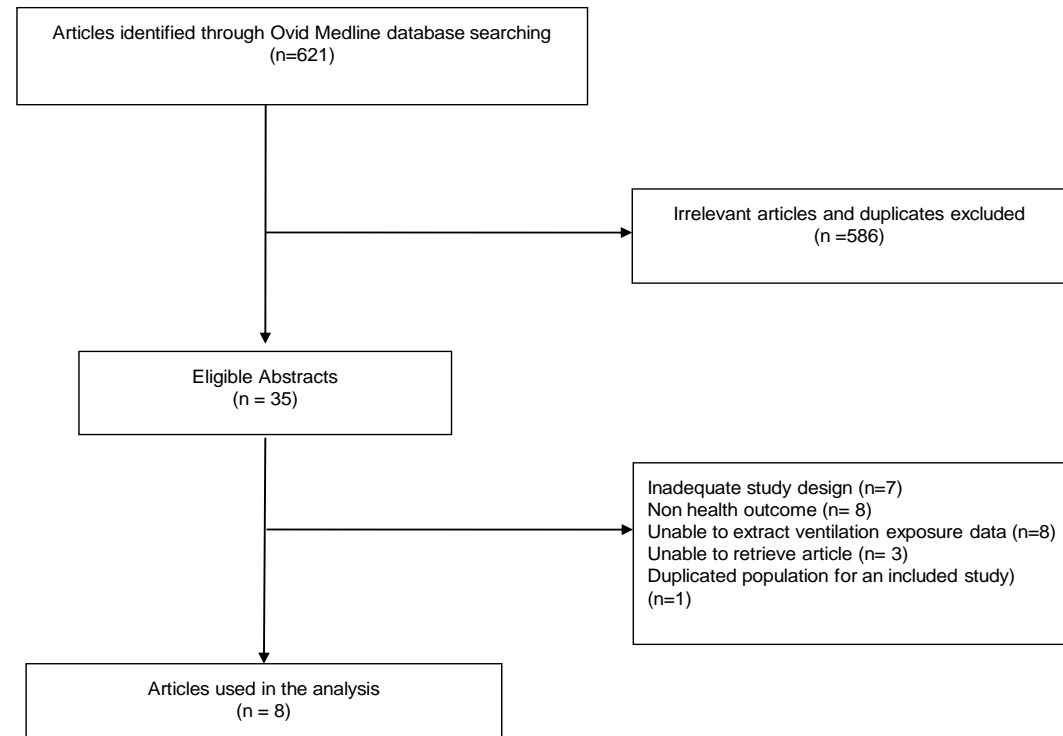 Articles identified through Ovid Medline database searching
(n=621)
Irrelevant articles and duplicates excluded
(n =586)
Eligible Abstracts
(n = 35)
Inadequate study design (n=7)
Non health outcome (n= 8)
Unable to extract ventilation exposure data (n=8)
Unable to retrieve article (n= 3)
Duplicated population for an included study)
(n=1)
Articles used in the analysis
(n = 8)